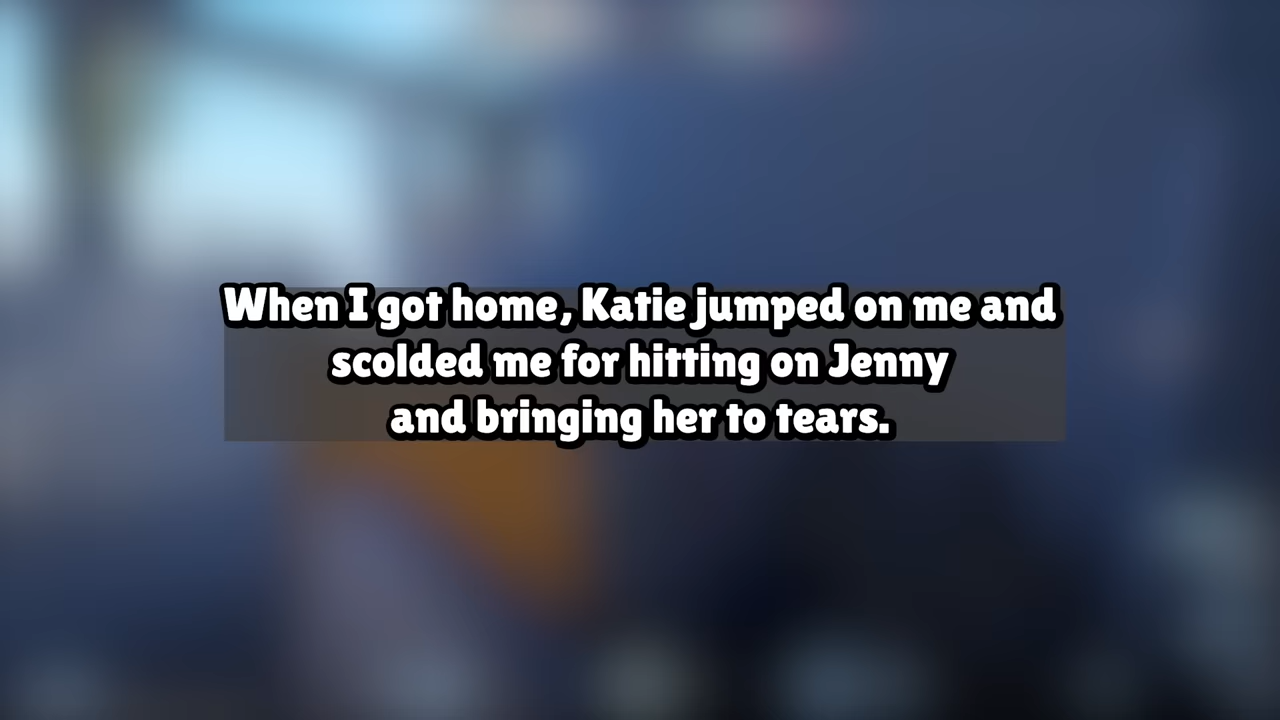 When I got home, Katie jumped on me and
scolded me for hitting on Jenny
and bringing her to tears.